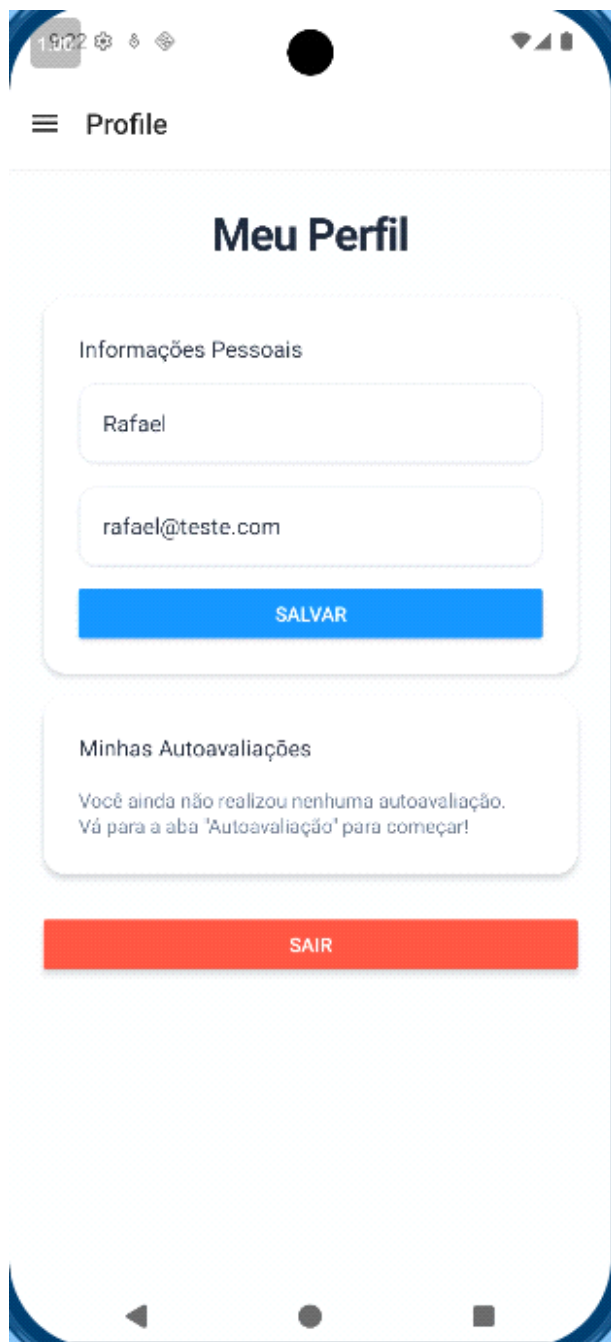 Profile
Meu Perfil
Informações Pessoais
Rafael
rafael@teste.com
SALVAR
Minhas Autoavaliações
Você ainda não realizou nenhuma autoavaliação.
Vá para a aba "Autoavaliação" para começar!
SAIR